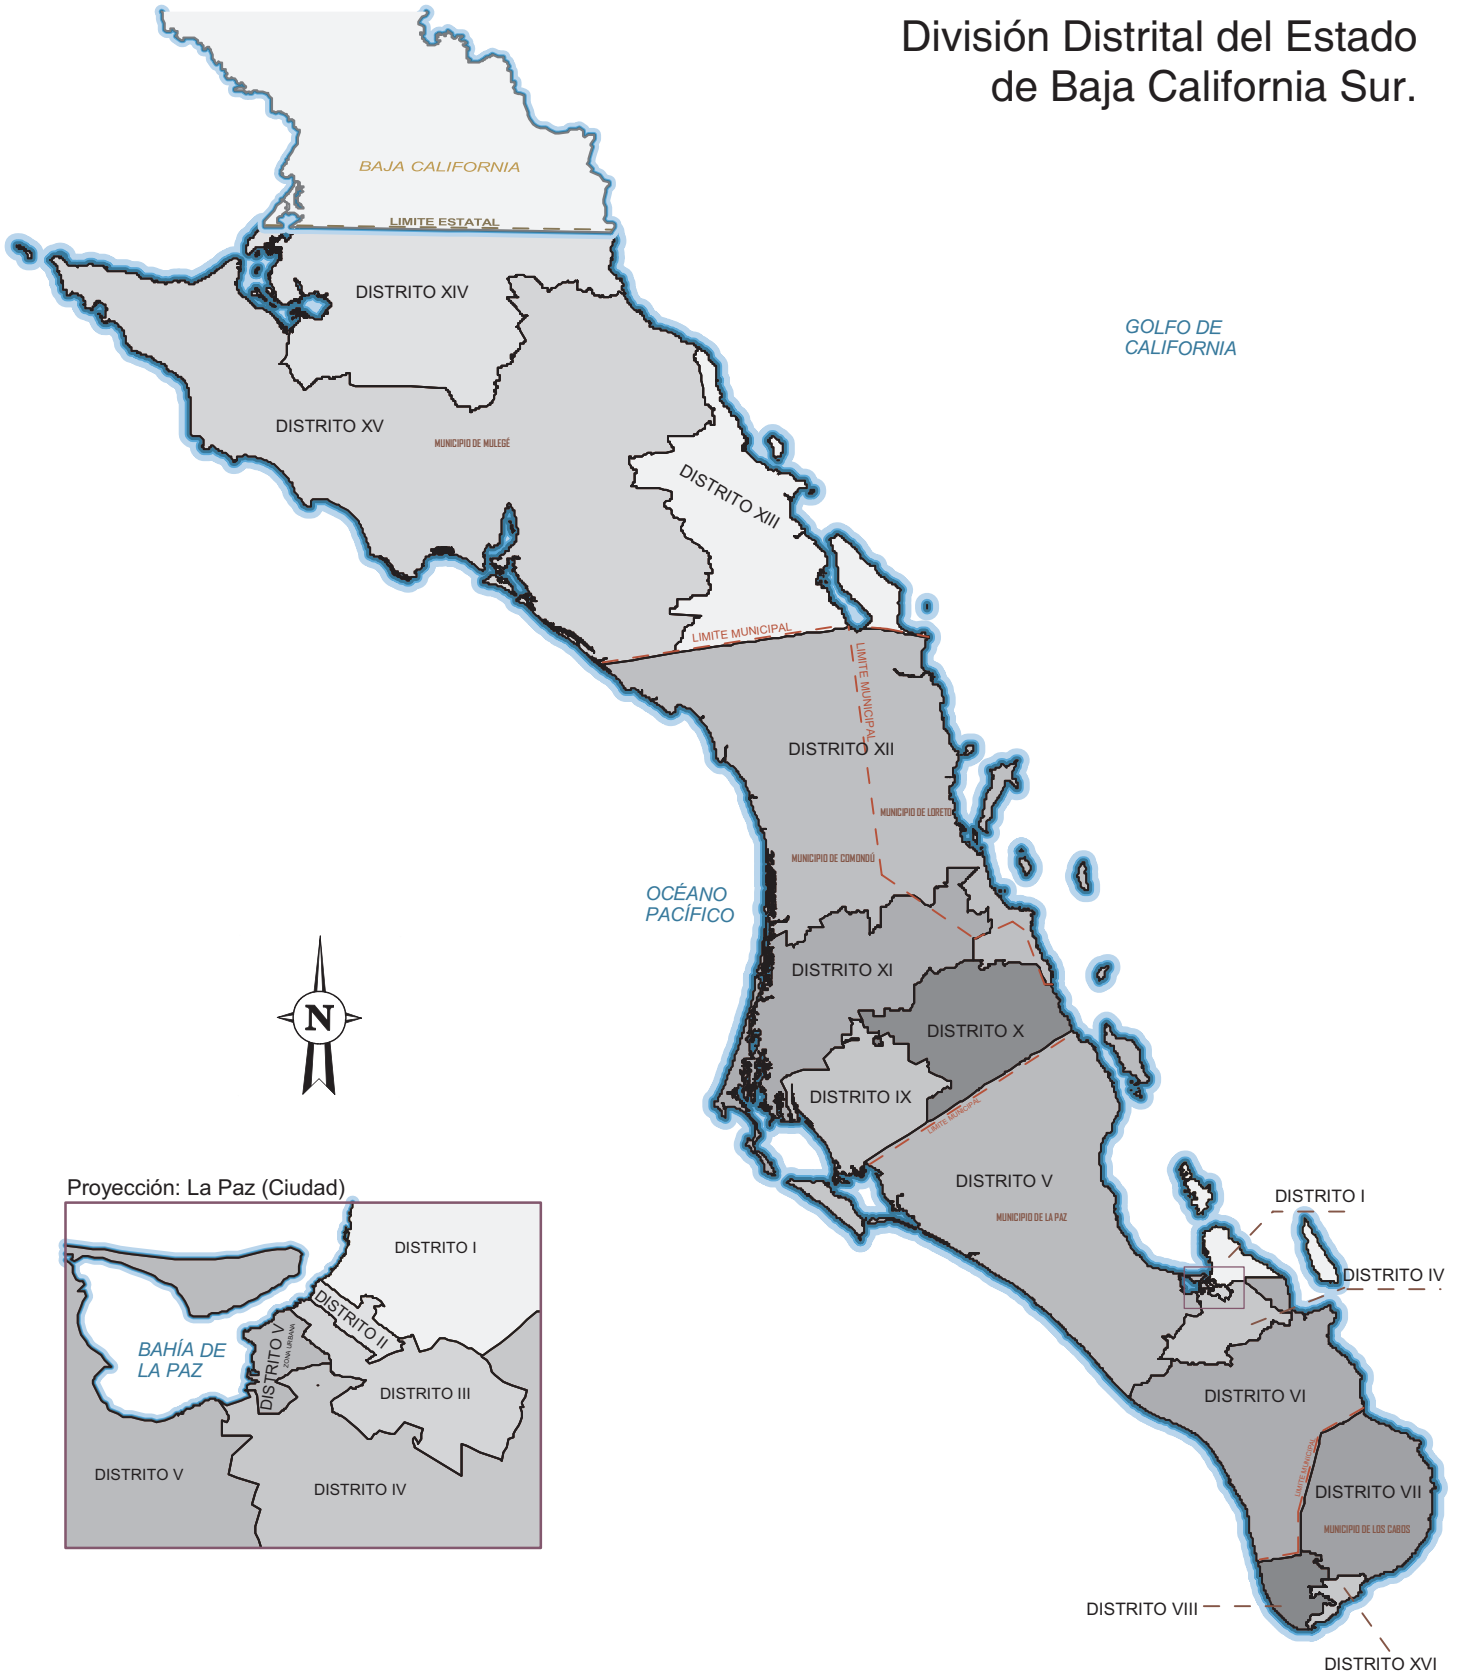 División Distrital del Estado
de Baja California Sur.
BAJA CALIFORNIA
LIMITE ESTATAL
DISTRITO XIV
GOLFO DE
CALIFORNIA
DISTRITO XV
MUNICIPIO DE MULEGÉ
DISTRITO XIII
LIMITE MUNICIPAL
LIMITE MUNICIPAL
DISTRITO XII
MUNICIPIO DE LORETO
MUNICIPIO DE COMONDÚ
OCÉANO
PACÍFICO
DISTRITO XI
N
DISTRITO X
DISTRITO IX
LIMITE MUNICIPAL
DISTRITO V
MUNICIPIO DE LA PAZ
DISTRITO I
DISTRITO IV
DISTRITO VI
LIMITE MUNICIPAL
DISTRITO VII
MUNICIPIO DE LOS CABOS
DISTRITO VIII
DISTRITO XVI
Proyección: La Paz (Ciudad)
DISTRITO I
DISTRITO II
BAHÍA DE
LA PAZ
DISTRITO V
ZONA URBANA
DISTRITO III
DISTRITO V
DISTRITO IV